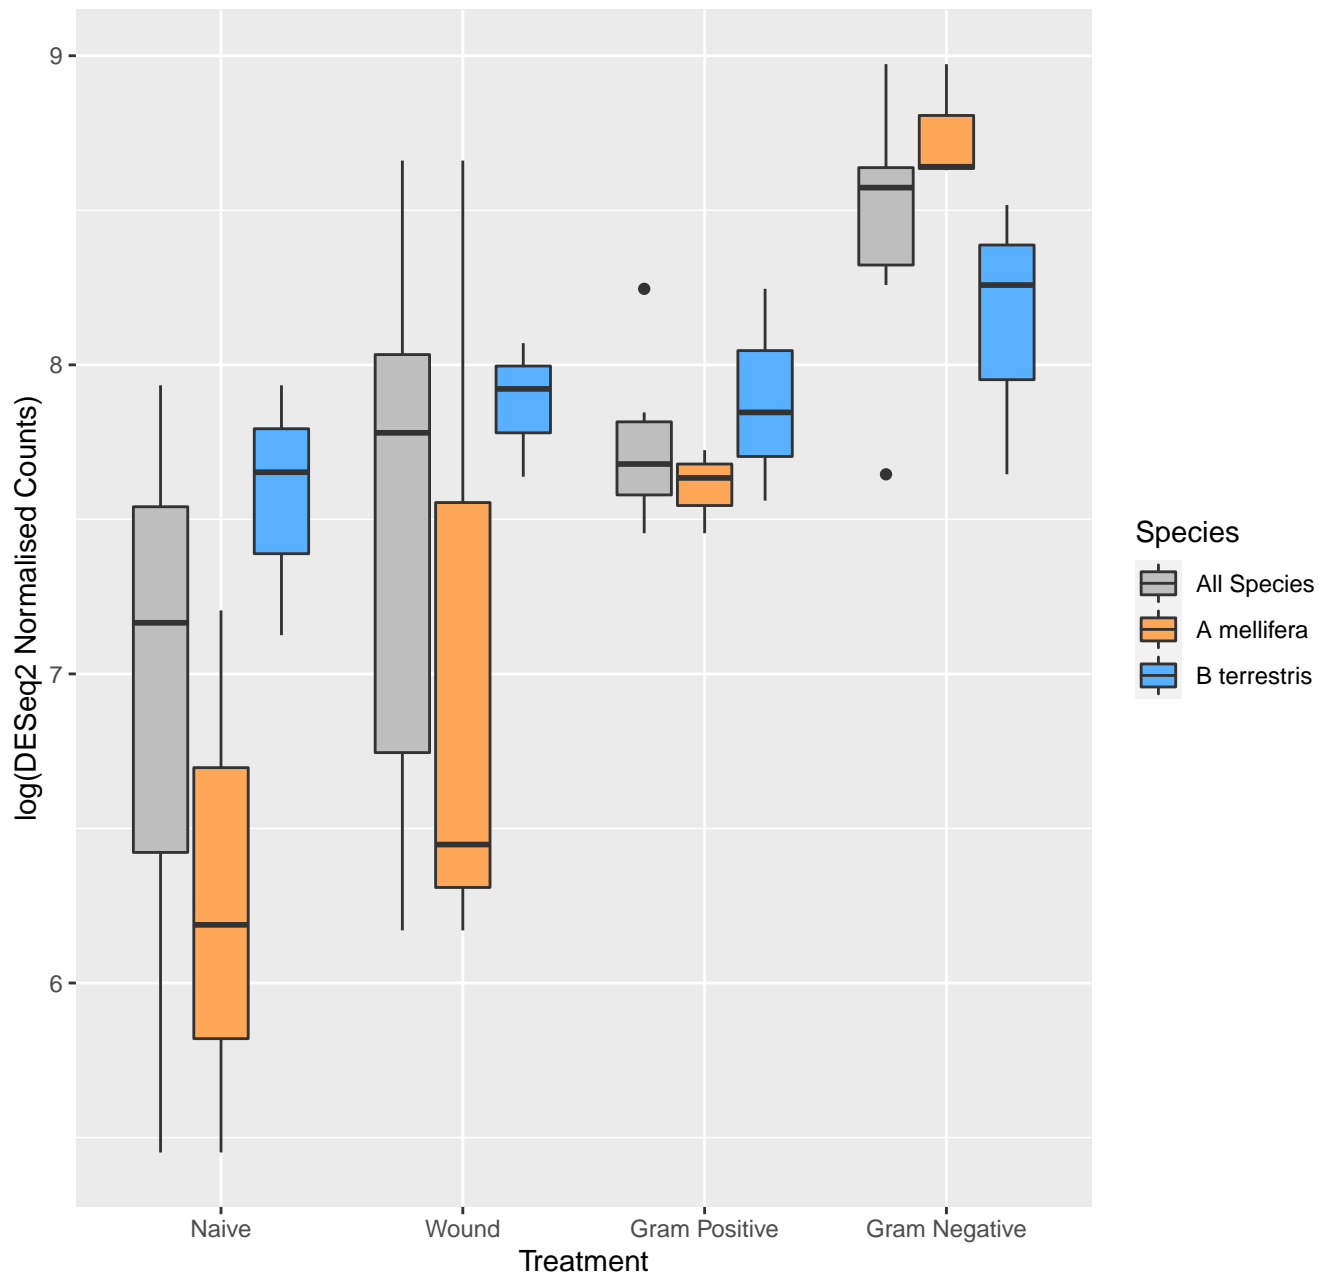 log(DESeq2 Normalised Counts)
9
8
7
6
Naive
Wound
Gram Positive
Gram Negative
Treatment
Species
All Species
A mellifera
B terrestris